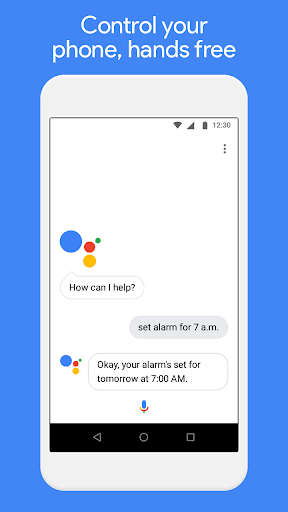 Control your
phone, hands free
12:30
How can I help?
set alarm for 7 a.m.
Okay, your alarm's set for
tomorrow at 7:00 AM.